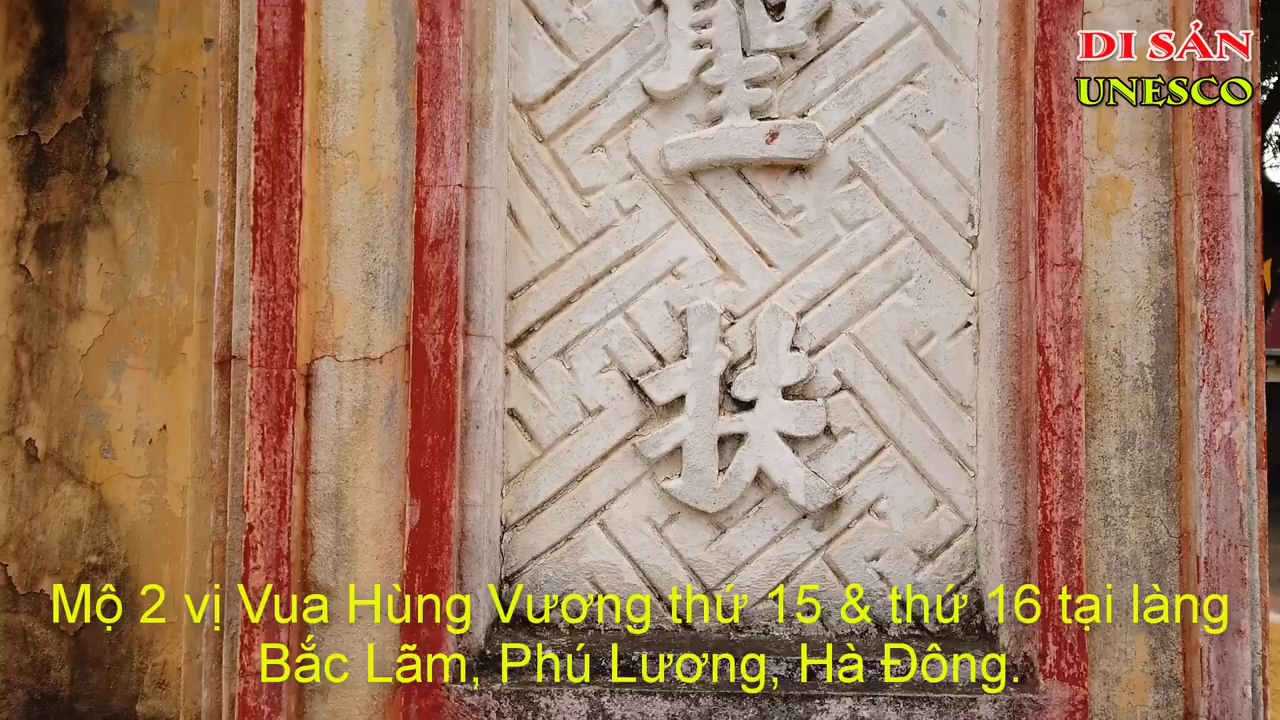 DI SẢN
UNESCO
聖
扶
Mộ 2 vị Vua Hùng Vương thứ 15 & thứ 16 tại làng
Bắc Lãm, Phú Lương, Hà Đông.